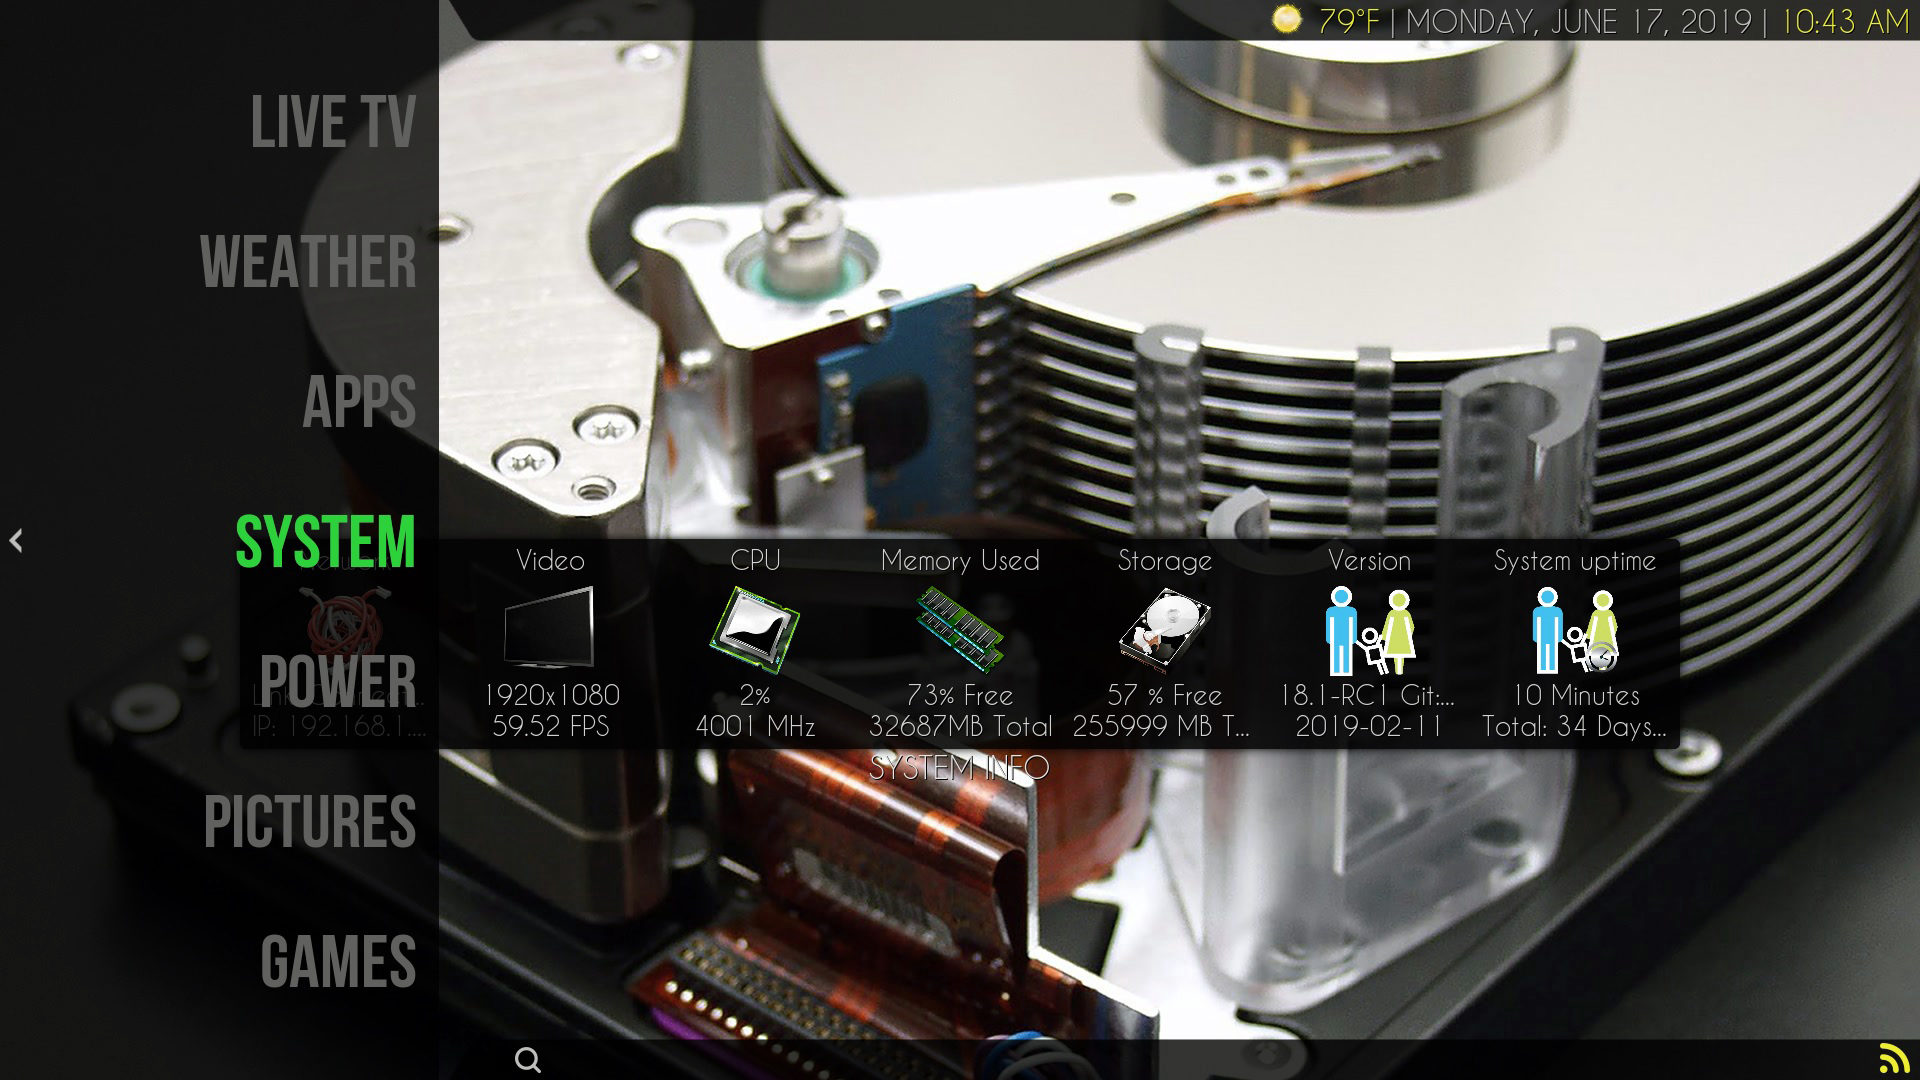 79°F | MONDAY, JUNE 17, 2019 | 10:43 AM
LIVE TV
WEATHER
APPS
SYSTEM
POWER
PICTURES
GAMES
Video
1920x1080
59.52 FPS
CPU
2%
4001 MHz
Memory Used
73% Free
32687MB Total
Storage
57 % Free
255999 MB T...
Version
18.1-RC1 Git:...
2019-02-11
System uptime
10 Minutes
Total: 34 Days...
IP: 192.168.1....
SYSTEM INFO